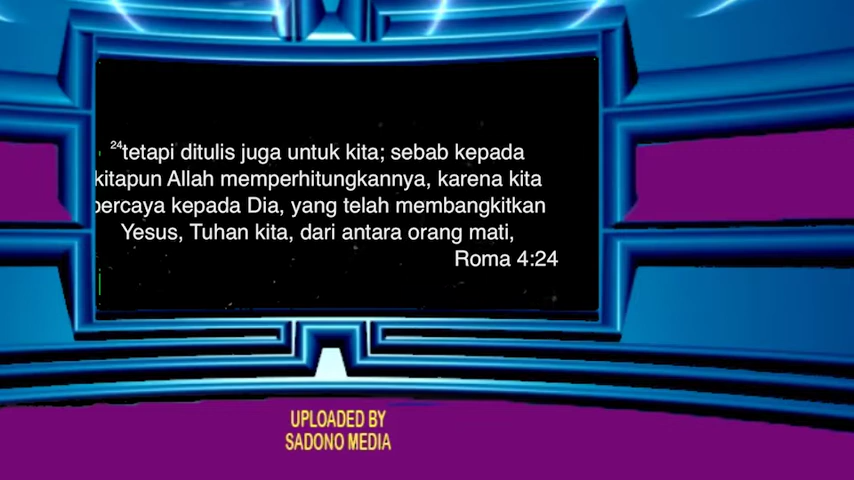 24tetapi ditulis juga untuk kita; sebab kepada
kitapun Allah memperhitungkannya, karena kita
percaya kepada Dia, yang telah membangkitkan
Yesus, Tuhan kita, dari antara orang mati,
Roma 4:24
UPLOADED BY
SADONO MEDIA